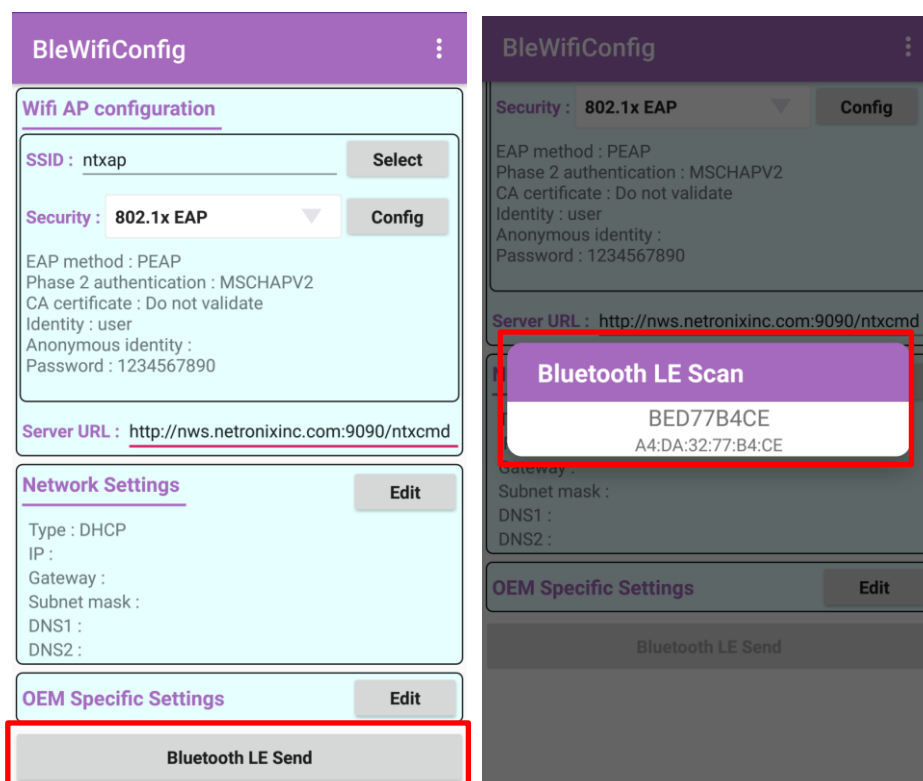 BleWifiConfig
Wifi AP configuration
SSID : ntxap Select
Security : 802.1x EAP Config
EAP method : PEAP
Phase 2 authentication : MSCHAPV2
CA certificate : Do not validate
Identity : user
Anonymous identity :
Password : 1234567890
Server URL : http://nws.netronixinc.com:9090/ntxcmd
Network Settings Edit
Type : DHCP
IP :
Gateway :
Subnet mask :
DNS1 :
DNS2 :
OEM Specific Settings Edit
Bluetooth LE Send
BleWifiConfig
Security : 802.1x EAP Config
EAP method : PEAP
Phase 2 authentication : MSCHAPV2
CA certificate : Do not validate
Identity : user
Anonymous identity :
Password : 1234567890
Server URL : http://nws.netronixinc.com:9090/ntxcmd
Bluetooth LE Scan
BED77B4CE
A4:DA:32:77:B4:CE
Gateway :
Subnet mask :
DNS1 :
DNS2 :
OEM Specific Settings Edit
Bluetooth LE Send